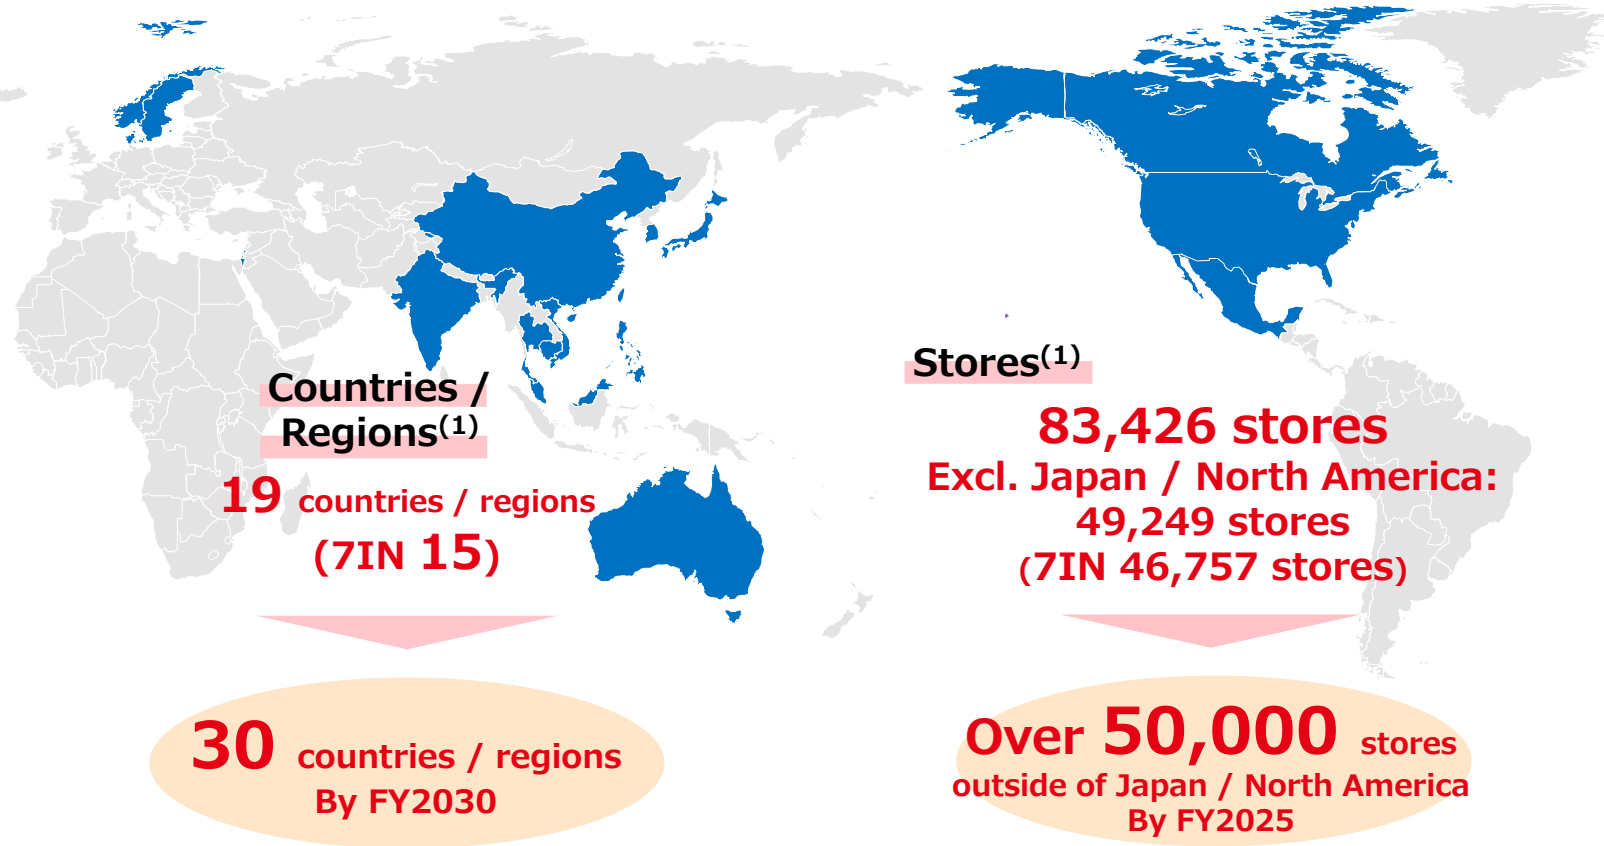 Countries /
Regions(1)
19 countries / regions
(7IN 15)
30 countries / regions
By FY2030
Stores(1)
83,426 stores
Excl. Japan / North America:
49,249 stores
(7IN 46,757 stores)
Over 50,000 stores
outside of Japan / North America
By FY2025